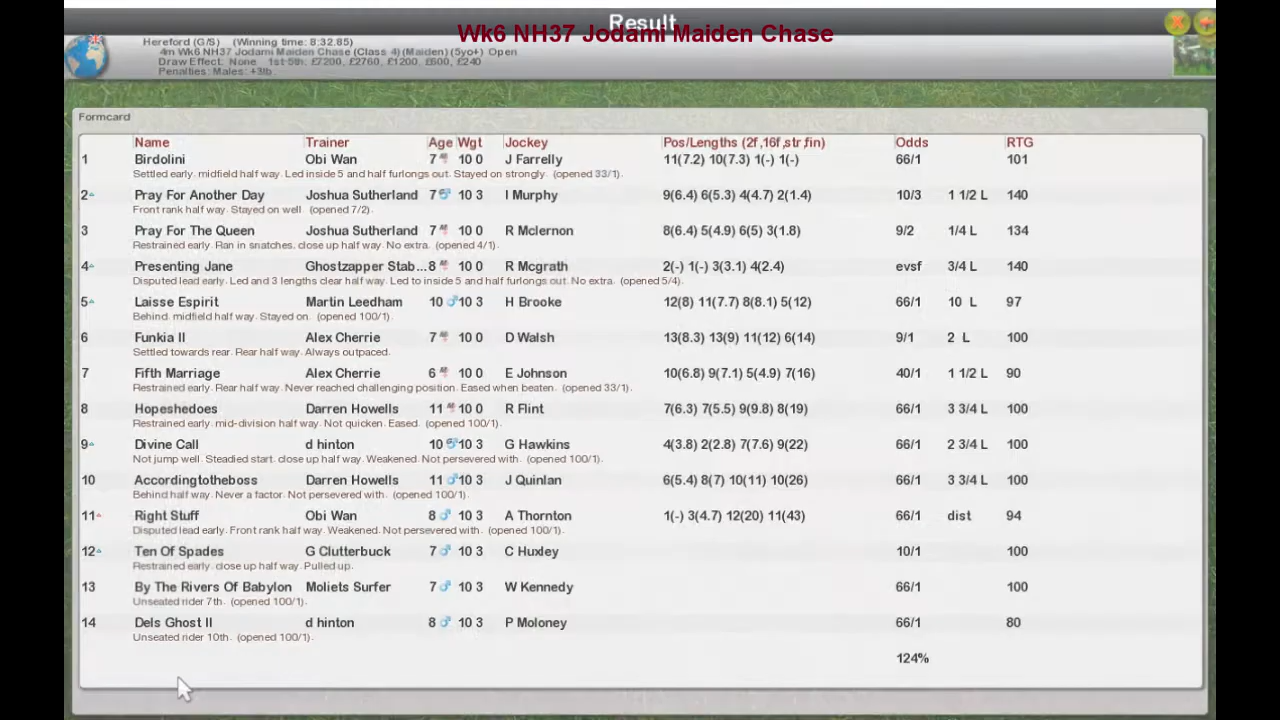 Result
Wk6 NH37 Jodami Maiden Chase
Hereford (G/S) (Winning time: 8:32.85)
4m Wk6 NH37 Jodami Maiden Chase (Class 4) (Maiden) (5yo+) Open
Draw Effect: None 1st-5th: £7200, £2760, £1200, £600, £240
Penalties: Males: +3lb.
Formcard
Name Trainer Age Wgt Jockey Pos/Lengths (2f,16f,str,fin) Odds RTG
1 Birdolini Obi Wan 7 10 0 J Farrelly 11(7.2) 10(7.3) 1(-) 1(-) 66/1 101
Settled early. midfield half way. Led inside 5 and half furlongs out. Stayed on strongly. (opened 33/1).
2 Pray For Another Day Joshua Sutherland 7 10 3 I Murphy 9(6.4) 6(5.3) 4(4.7) 2(1.4) 10/3 1 1/2 L 140
Front rank half way. Stayed on well. (opened 7/2).
3 Pray For The Queen Joshua Sutherland 7 10 0 R Mclernon 8(6.4) 5(4.9) 6(5) 3(1.8) 9/2 1/4 L 134
Restrained early. Ran in snatches. close up half way. No extra. (opened 4/1).
4 Presenting Jane Ghostzapper Stab... 8 10 0 R Mcgrath 2(-) 1(-) 3(3.1) 4(2.4) evsf 3/4 L 140
Disputed lead early. Led and 3 lengths clear half way. Led to inside 5 and half furlongs out. No extra. (opened 5/4).
5 Laisse Espirit Martin Leedham 10 10 3 H Brooke 12(8) 11(7.7) 8(8.1) 5(12) 66/1 10 L 97
Behind. midfield half way. Stayed on. (opened 100/1).
6 Funkia II Alex Cherrie 7 10 0 D Walsh 13(8.3) 13(9) 11(12) 6(14) 9/1 2 L 100
Settled towards rear. Rear half way. Always outpaced.
7 Fifth Marriage Alex Cherrie 6 10 0 E Johnson 10(6.8) 9(7.1) 5(4.9) 7(16) 40/1 1 1/2 L 90
Restrained early. Rear half way. Never reached challenging position. Eased when beaten. (opened 33/1).
8 Hopeshedoes Darren Howells 11 10 0 R Flint 7(6.3) 7(5.5) 9(9.8) 8(19) 66/1 3 3/4 L 100
Restrained early. mid-division half way. Not quicken. Eased. (opened 100/1).
9 Divine Call d hinton 10 10 3 G Hawkins 4(3.8) 2(2.8) 7(7.6) 9(22) 66/1 2 3/4 L 100
Not jump well. Steadied start. close up half way. Weakened. Not persevered with. (opened 100/1).
10 Accordingtotheboss Darren Howells 11 10 3 J Quinlan 6(5.4) 8(7) 10(11) 10(26) 66/1 3 3/4 L 100
Behind half way. Never a factor. Not persevered with. (opened 100/1).
11 Right Stuff Obi Wan 8 10 3 A Thornton 1(-) 3(4.7) 12(20) 11(43) 66/1 dist 94
Disputed lead early. Front rank half way. Weakened. Not persevered with. (opened 100/1).
12 Ten Of Spades G Clutterbuck 7 10 3 C Huxley 10/1 100
Restrained early. close up half way. Pulled up.
13 By The Rivers Of Babylon Moliets Surfer 7 10 3 W Kennedy 66/1 100
Unseated rider 7th. (opened 100/1).
14 Dels Ghost II d hinton 8 10 3 P Moloney 66/1 80
Unseated rider 10th. (opened 100/1).
124%